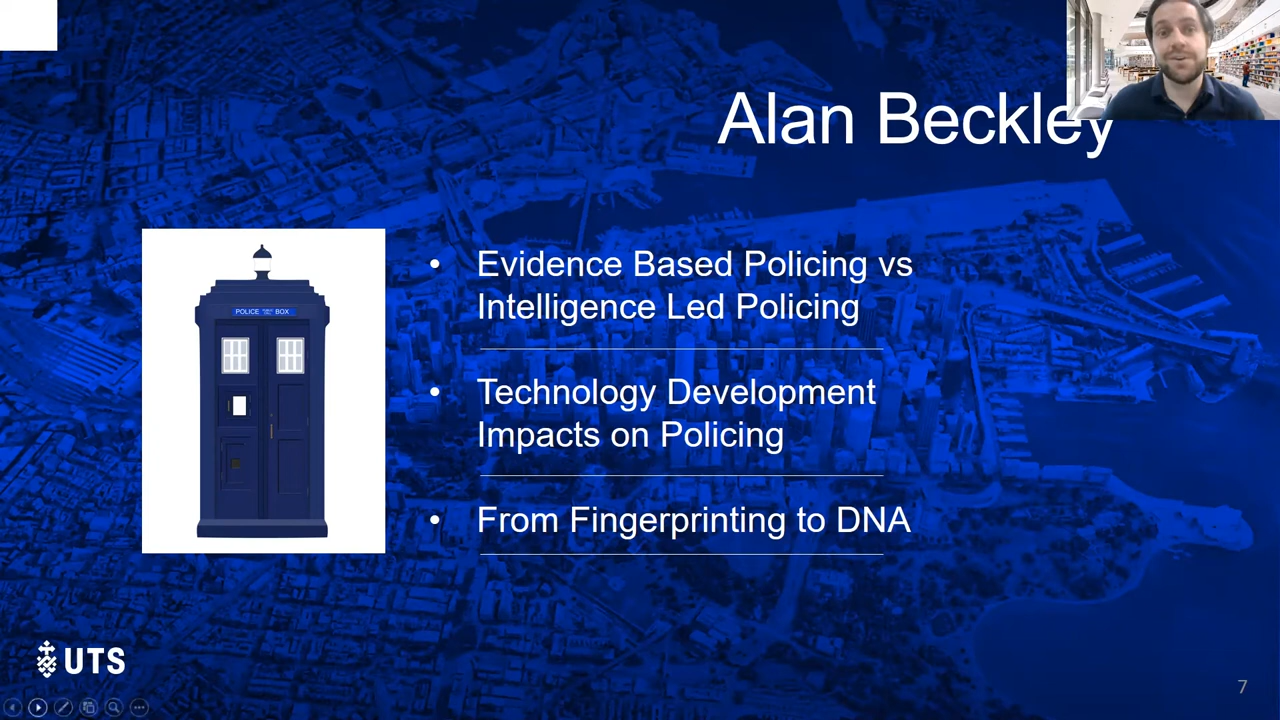 Alan Beckley
POLICE BOX
• Evidence Based Policing vs
Intelligence Led Policing
• Technology Development
Impacts on Policing
• From Fingerprinting to DNA
UTS
7